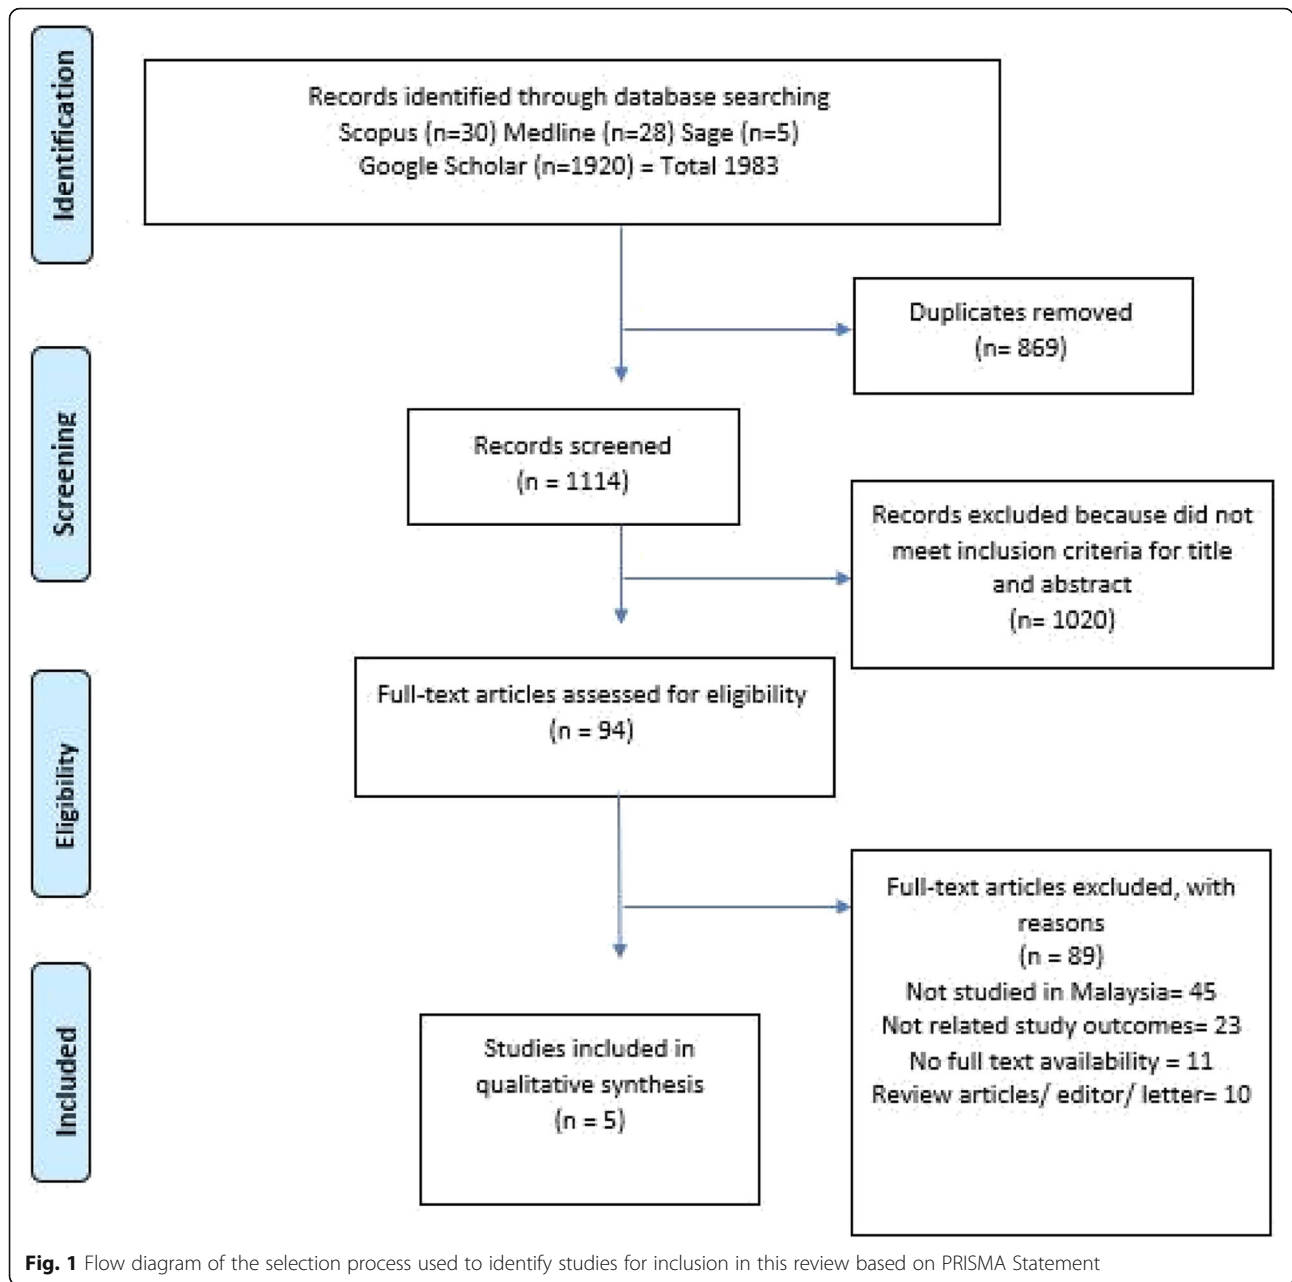 Identification
Records identified through database searching
Scopus (n=30) Medline (n=28) Sage (n=5)
Google Scholar (n=1920) = Total 1983
Duplicates removed
(n= 869)
Screening
Records screened
(n = 1114)
Records excluded because did not
meet inclusion criteria for title
and abstract
(n= 1020)
Eligibility
Full-text articles assessed for eligibility
(n = 94)
Full-text articles excluded, with
reasons
(n = 89)
Not studied in Malaysia= 45
Not related study outcomes= 23
No full text availability = 11
Review articles/ editor/ letter= 10
Included
Studies included in
qualitative synthesis
(n = 5)
Fig. 1 Flow diagram of the selection process used to identify studies for inclusion in this review based on PRISMA Statement